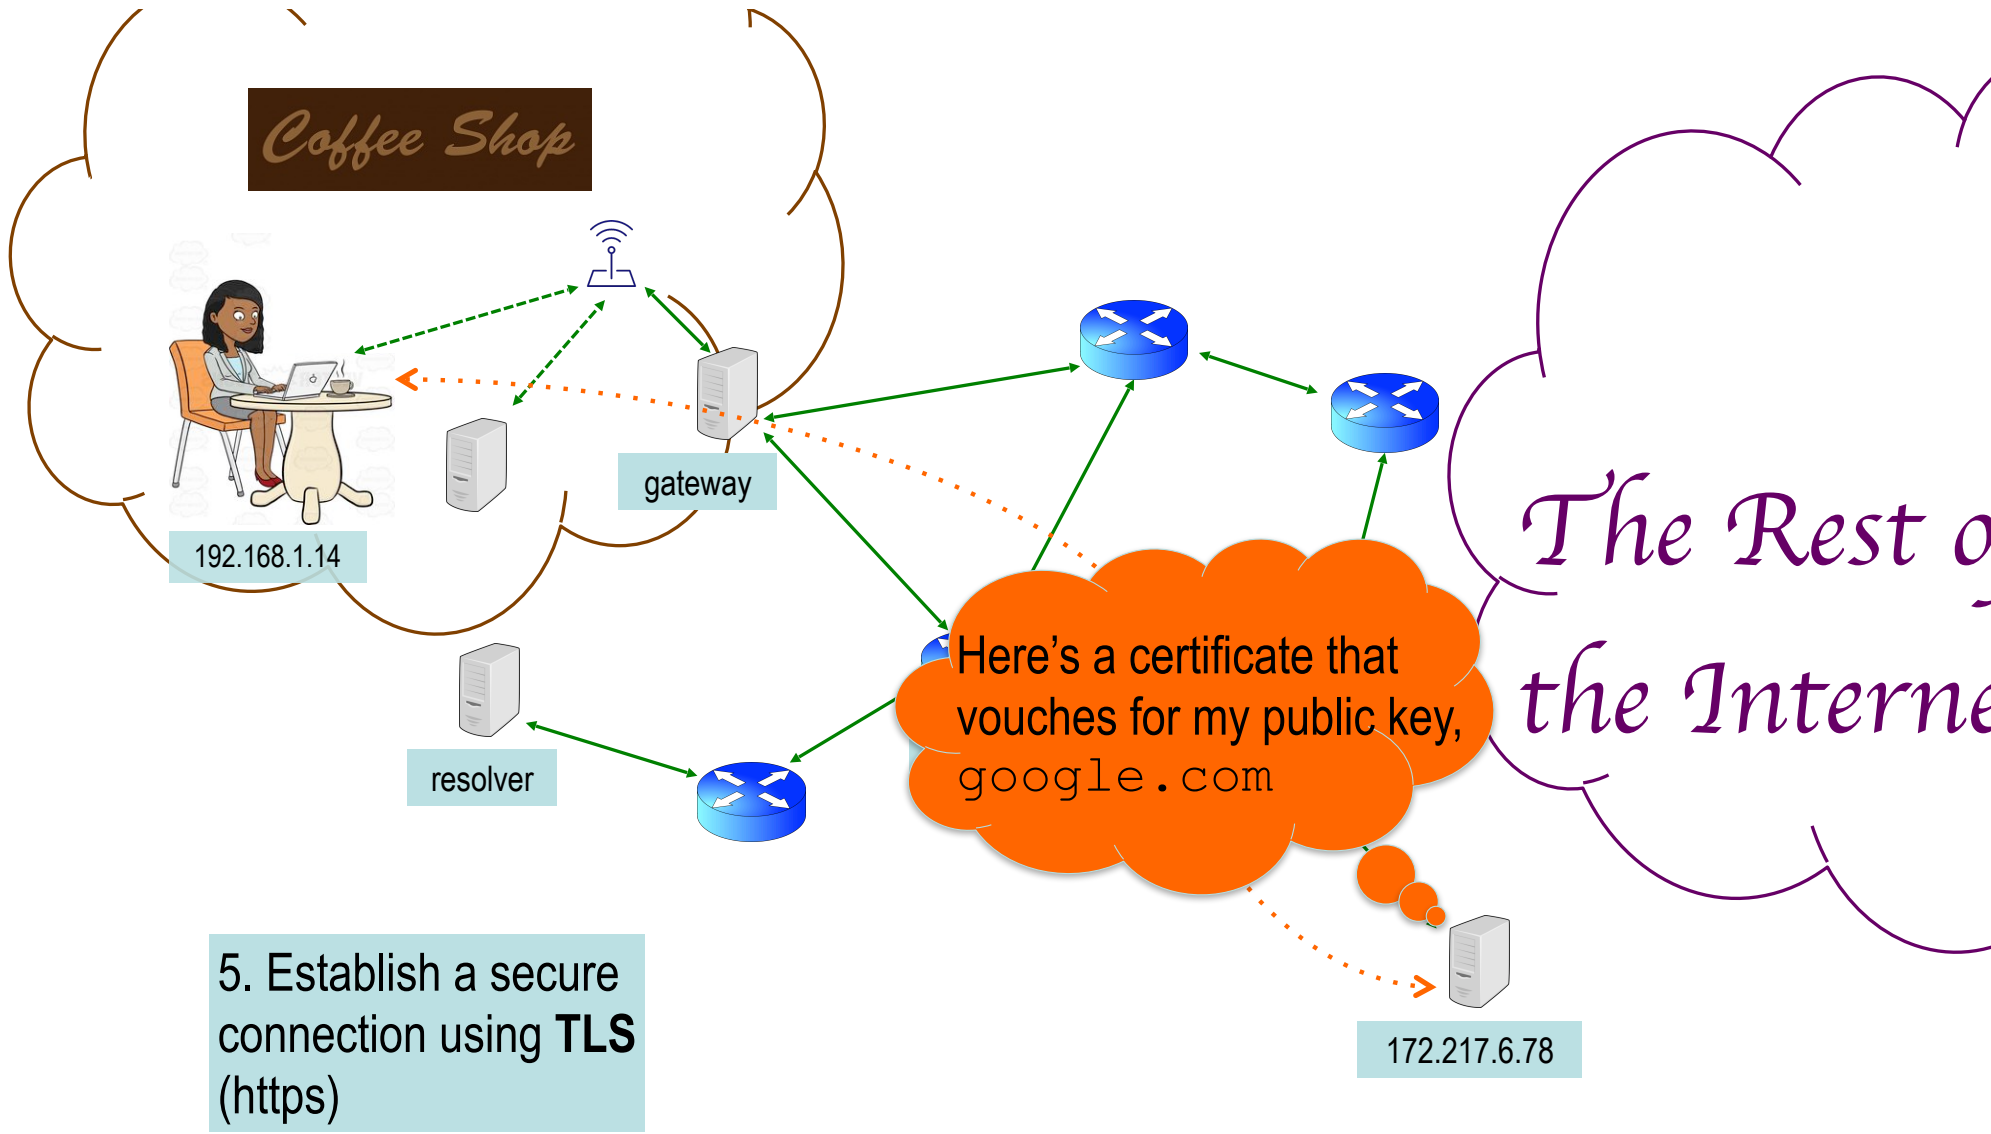 Coffee Shop
gateway
192.168.1.14
The Rest o
the Interne
Here’s a certificate that
vouches for my public key,
google.com
resolver
5. Establish a secure
connection using TLS
(https)
172.217.6.78